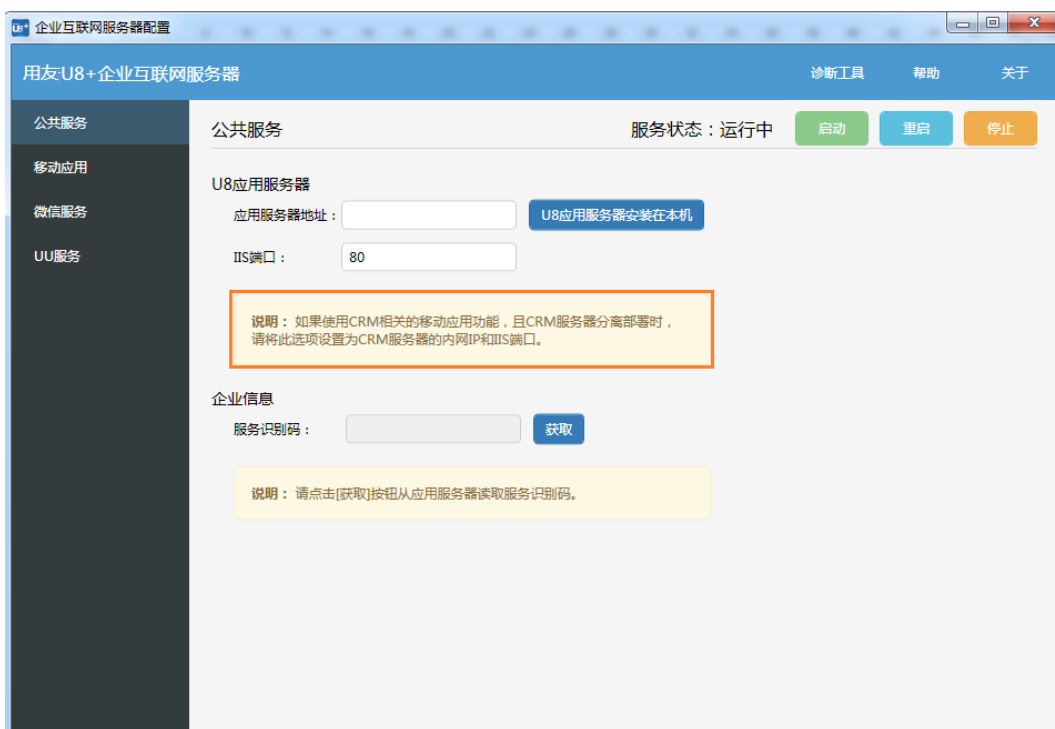 U8+ 企业互联网服务器配置
用友U8+企业互联网服务器 诊断工具 帮助 关于
公共服务
移动应用
微信服务
UU服务
公共服务 服务状态：运行中 启动 重启 停止
U8应用服务器
应用服务器地址： U8应用服务器安装在本机
IIS端口： 80
说明：如果使用CRM相关的移动应用功能，且CRM服务器分离部署时，
请将此选项设置为CRM服务器的内网IP和IIS端口。
企业信息
服务识别码： 获取
说明：请点击[获取]按钮从应用服务器读取服务识别码。